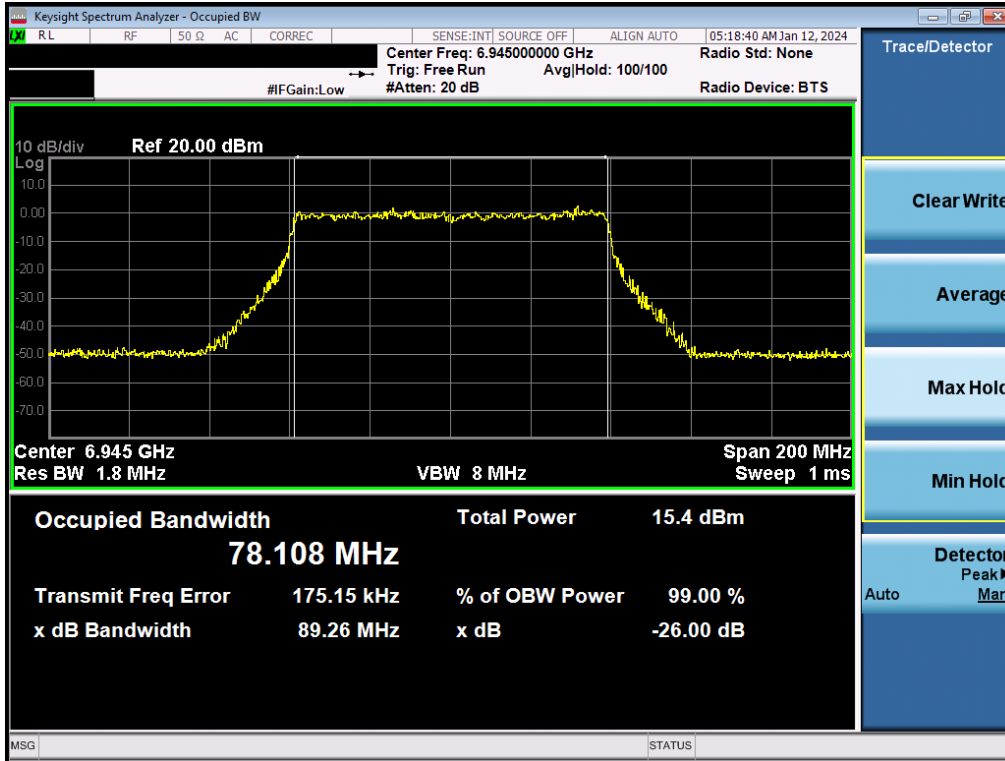 Keysight Spectrum Analyzer - Occupied BW
LXI RL RF 50 Ω AC CORREC SENSE:INT SOURCE OFF ALIGN AUTO 05:18:40 AM Jan 12, 2024
Center Freq: 6.945000000 GHz Radio Std: None
Trig: Free Run Avg|Hold: 100/100
#IFGain:Low #Atten: 20 dB Radio Device: BTS
Trace/Detector
10 dB/div Ref 20.00 dBm
Log
10.0
0.00
-10.0
-20.0
-30.0
-40.0
-50.0
-60.0
-70.0
Center 6.945 GHz Span 200 MHz
Res BW 1.8 MHz VBW 8 MHz Sweep 1 ms
Clear Write
Average
Max Hold
Min Hold
Detector
Peak
Auto Man
Occupied Bandwidth Total Power 15.4 dBm
78.108 MHz
Transmit Freq Error 175.15 kHz % of OBW Power 99.00 %
x dB Bandwidth 89.26 MHz x dB -26.00 dB
MSG STATUS